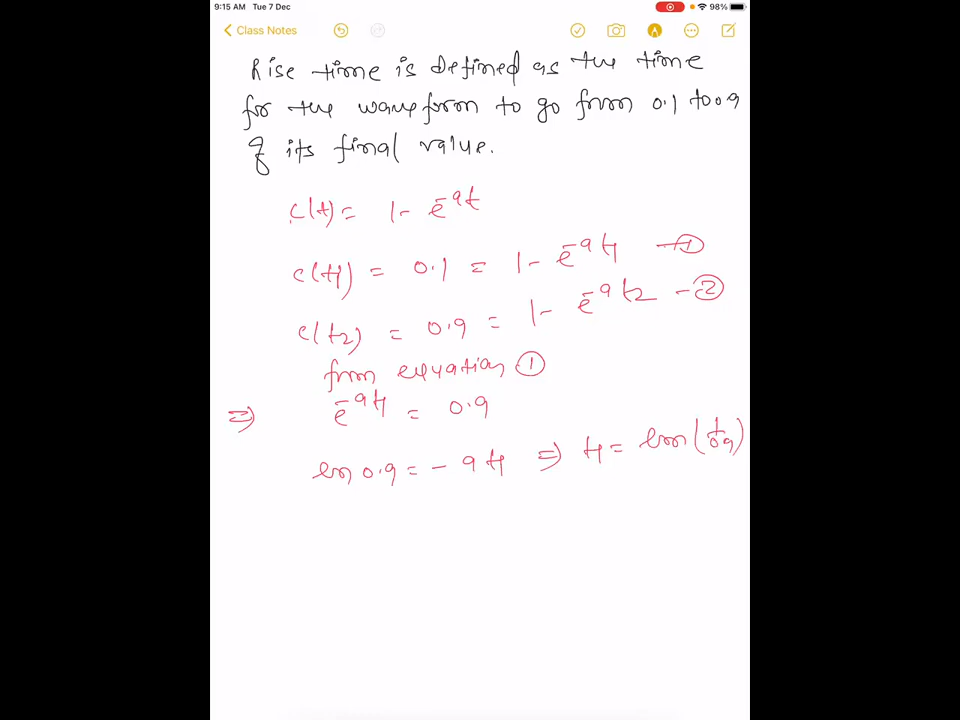 9:15 AM Tue 7 Dec 98%
Class Notes
Rise time is defined as the time
for the waveform to go from 0.1 to 0.9
of its final value.
c(t) = 1 - e^-at
c(t1) = 0.1 = 1 - e^-at1 —①
c(t2) = 0.9 = 1 - e^-at2 —②
from equation ①
⇒ e^-at1 = 0.9
ln 0.9 = - at1 ⇒ t1 = ln(1/0.9)